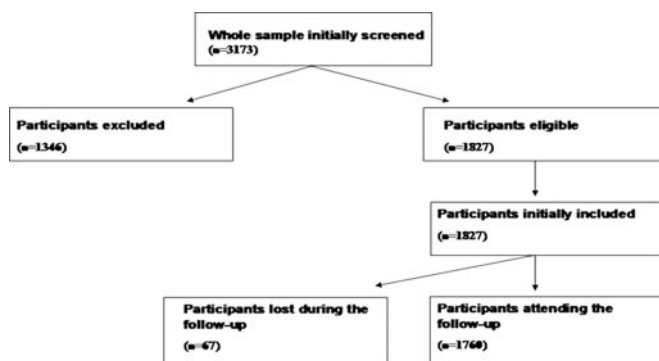 Whole sample initially screened
(n=3173)
Participants excluded
(n=1346)
Participants eligible
(n=1827)
Participants initially included
(n=1827)
Participants lost during the
follow-up
(n=67)
Participants attending the
follow-up
(n=1760)